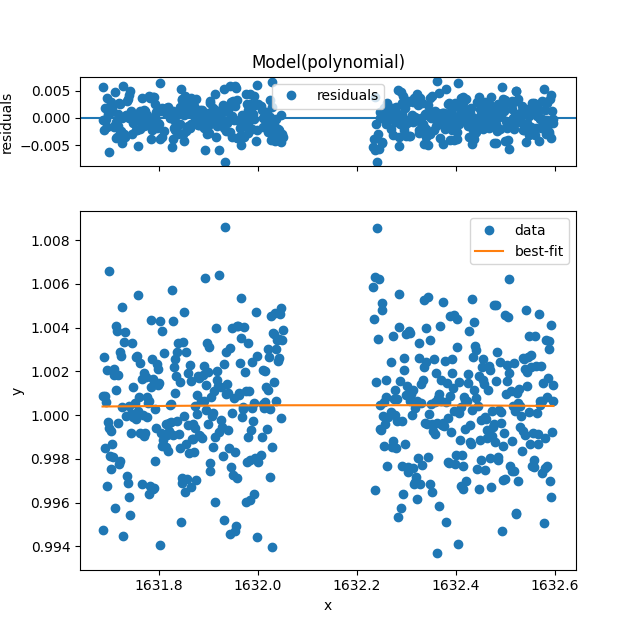 Model(polynomial)
residuals
0.005
0.000
−0.005
residuals
y
1.008
1.006
1.004
1.002
1.000
0.998
0.996
0.994
data
best-fit
1631.8
1632.0
1632.2
1632.4
1632.6
x